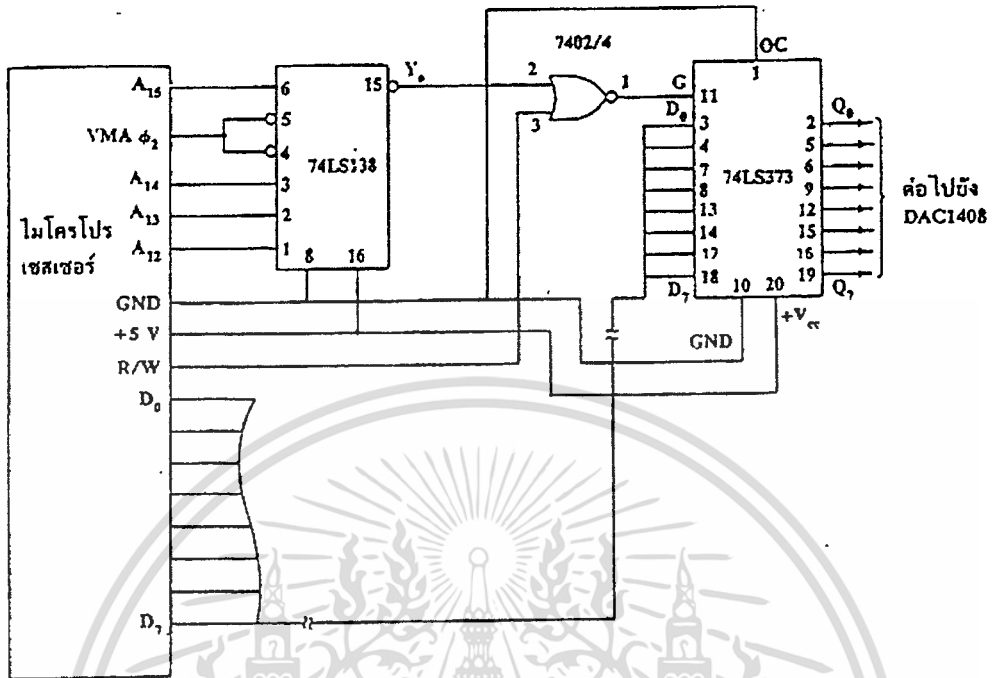 7402/4
OC
1
A15
6
15
Y0
2
1
G
11
Q0
5
3
D0
3
2
VMA ϕ2
4
4
5
74LS138
7
74LS373
6
A14
3
8
9
ต่อไปยัง
A13
2
13
12
DAC1408
ไมโครโปร
14
15
A12
1
17
16
เซสเซอร์
8
16
18
10
20
19
D7
Q7
GND
+Vcc
+5 V
GND
R/W
D0
D7